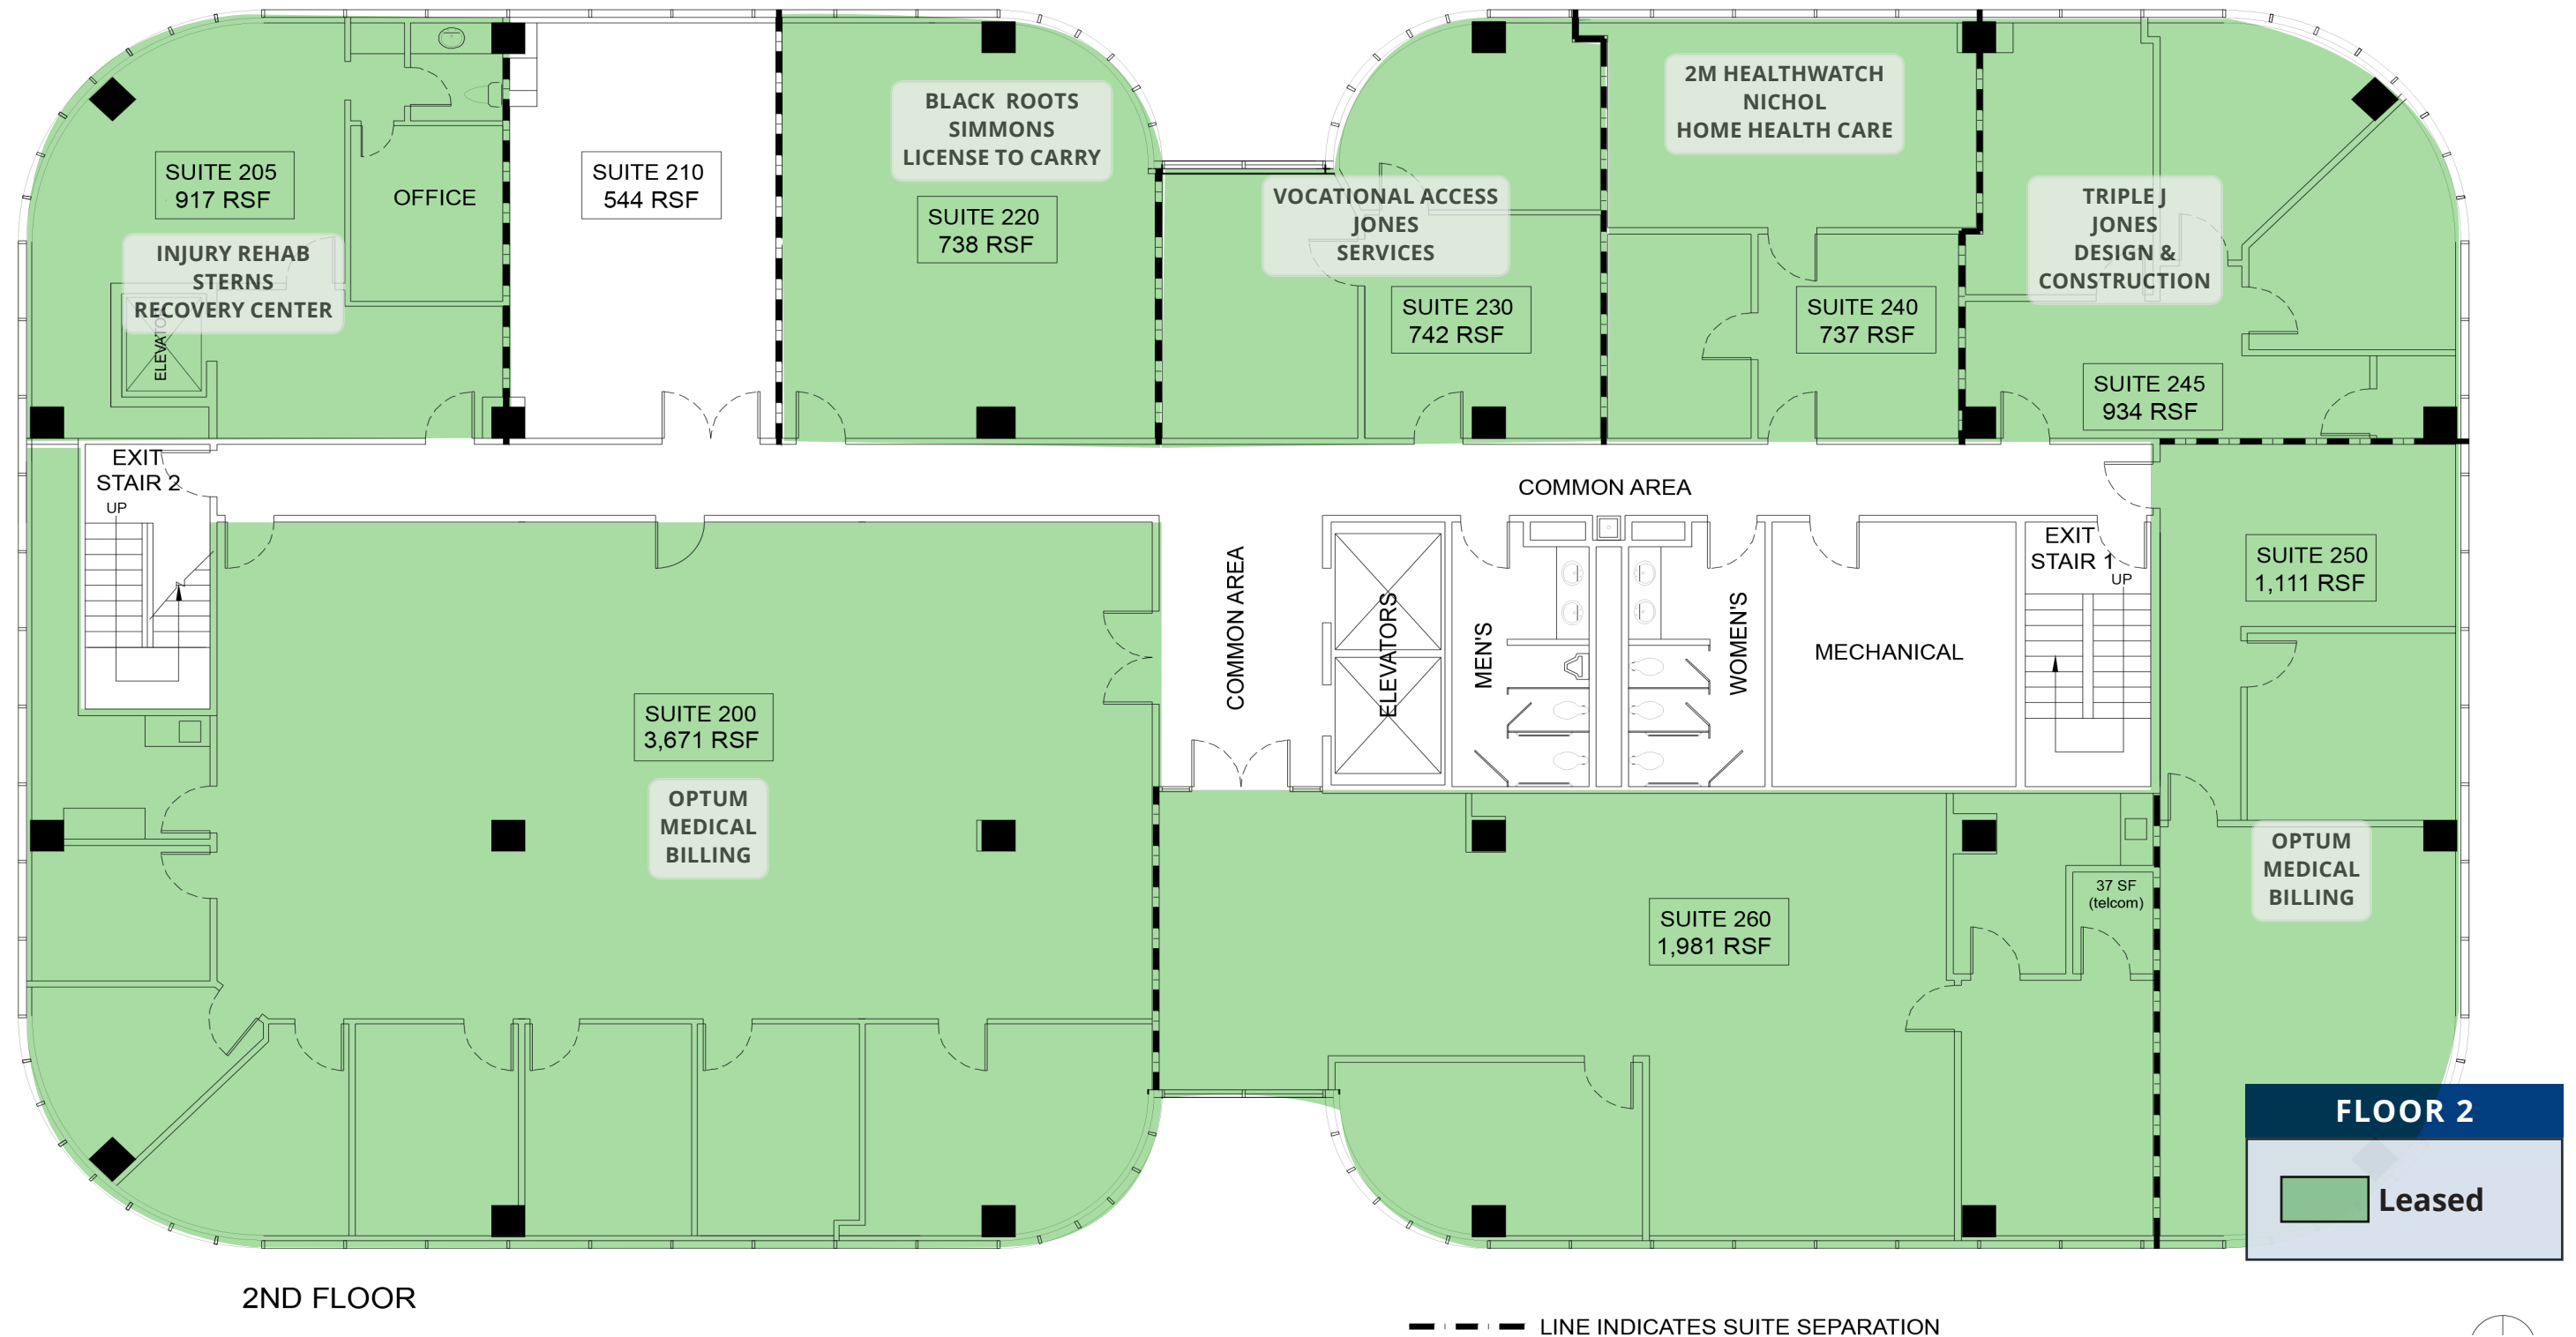 SUITE 205
917 RSF
OFFICE
INJURY REHAB
STERNS
RECOVERY CENTER
ELEVATO
SUITE 210
544 RSF
BLACK ROOTS
SIMMONS
LICENSE TO CARRY
SUITE 220
738 RSF
VOCATIONAL ACCESS
JONES
SERVICES
SUITE 230
742 RSF
2M HEALTHWATCH
NICHOL
HOME HEALTH CARE
SUITE 240
737 RSF
TRIPLE J
JONES
DESIGN &
CONSTRUCTION
SUITE 245
934 RSF
EXIT
STAIR 2
UP
COMMON AREA
COMMON AREA
ELEVATORS
MEN'S
WOMEN'S
MECHANICAL
EXIT
STAIR 1
UP
SUITE 250
1,111 RSF
SUITE 200
3,671 RSF
OPTUM
MEDICAL
BILLING
SUITE 260
1,981 RSF
37 SF
(telcom)
OPTUM
MEDICAL
BILLING
FLOOR 2
Leased
2ND FLOOR
LINE INDICATES SUITE SEPARATION